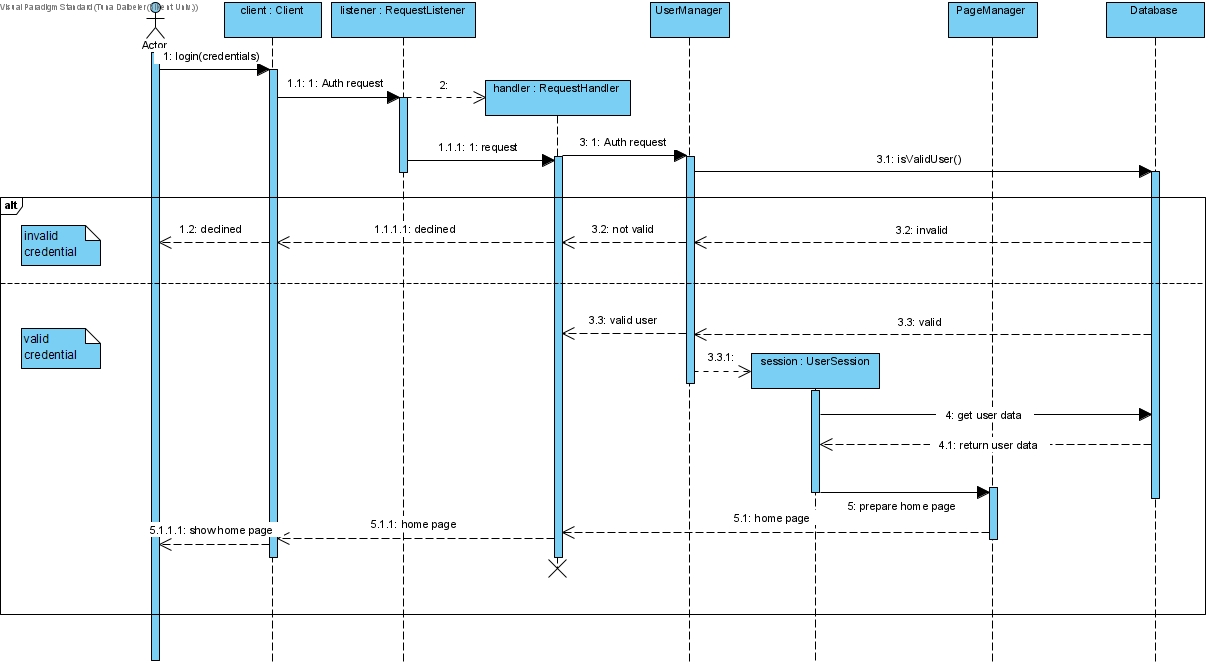 Visual Paradigm Standard (Tuna Dalbeler(Bilkent Univ.))
client : Client
listener : RequestListener
UserManager
PageManager
Database
Actor
1: login(credentials)
1.1: 1: Auth request
2:
handler : RequestHandler
1.1.1: 1: request
3: 1: Auth request
3.1: isValidUser()
alt
invalid
credential
1.2: declined
1.1.1.1: declined
3.2: not valid
3.2: invalid
valid
credential
3.3: valid user
3.3: valid
3.3.1:
session : UserSession
4: get user data
4.1: return user data
5: prepare home page
5.1: home page
5.1.1: home page
5.1.1.1: show home page